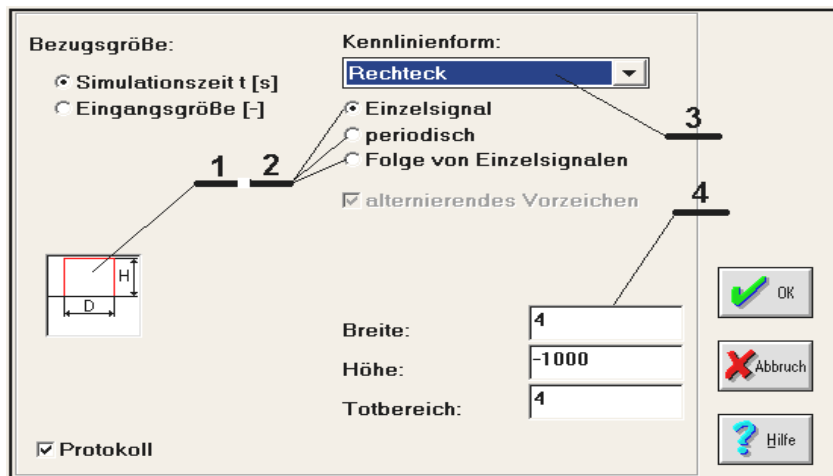 Bezugsgröße:
Simulationszeit t [s]
Eingangsgröße [-]
Kennlinienform:
Rechteck
Einzelsignal
periodisch
Folge von Einzelsignalen
alternierendes Vorzeichen
1 2
3
4
H
D
Breite: 4
Höhe: -1000
Totbereich: 4
Protokoll
OK
Abbruch
Hilfe